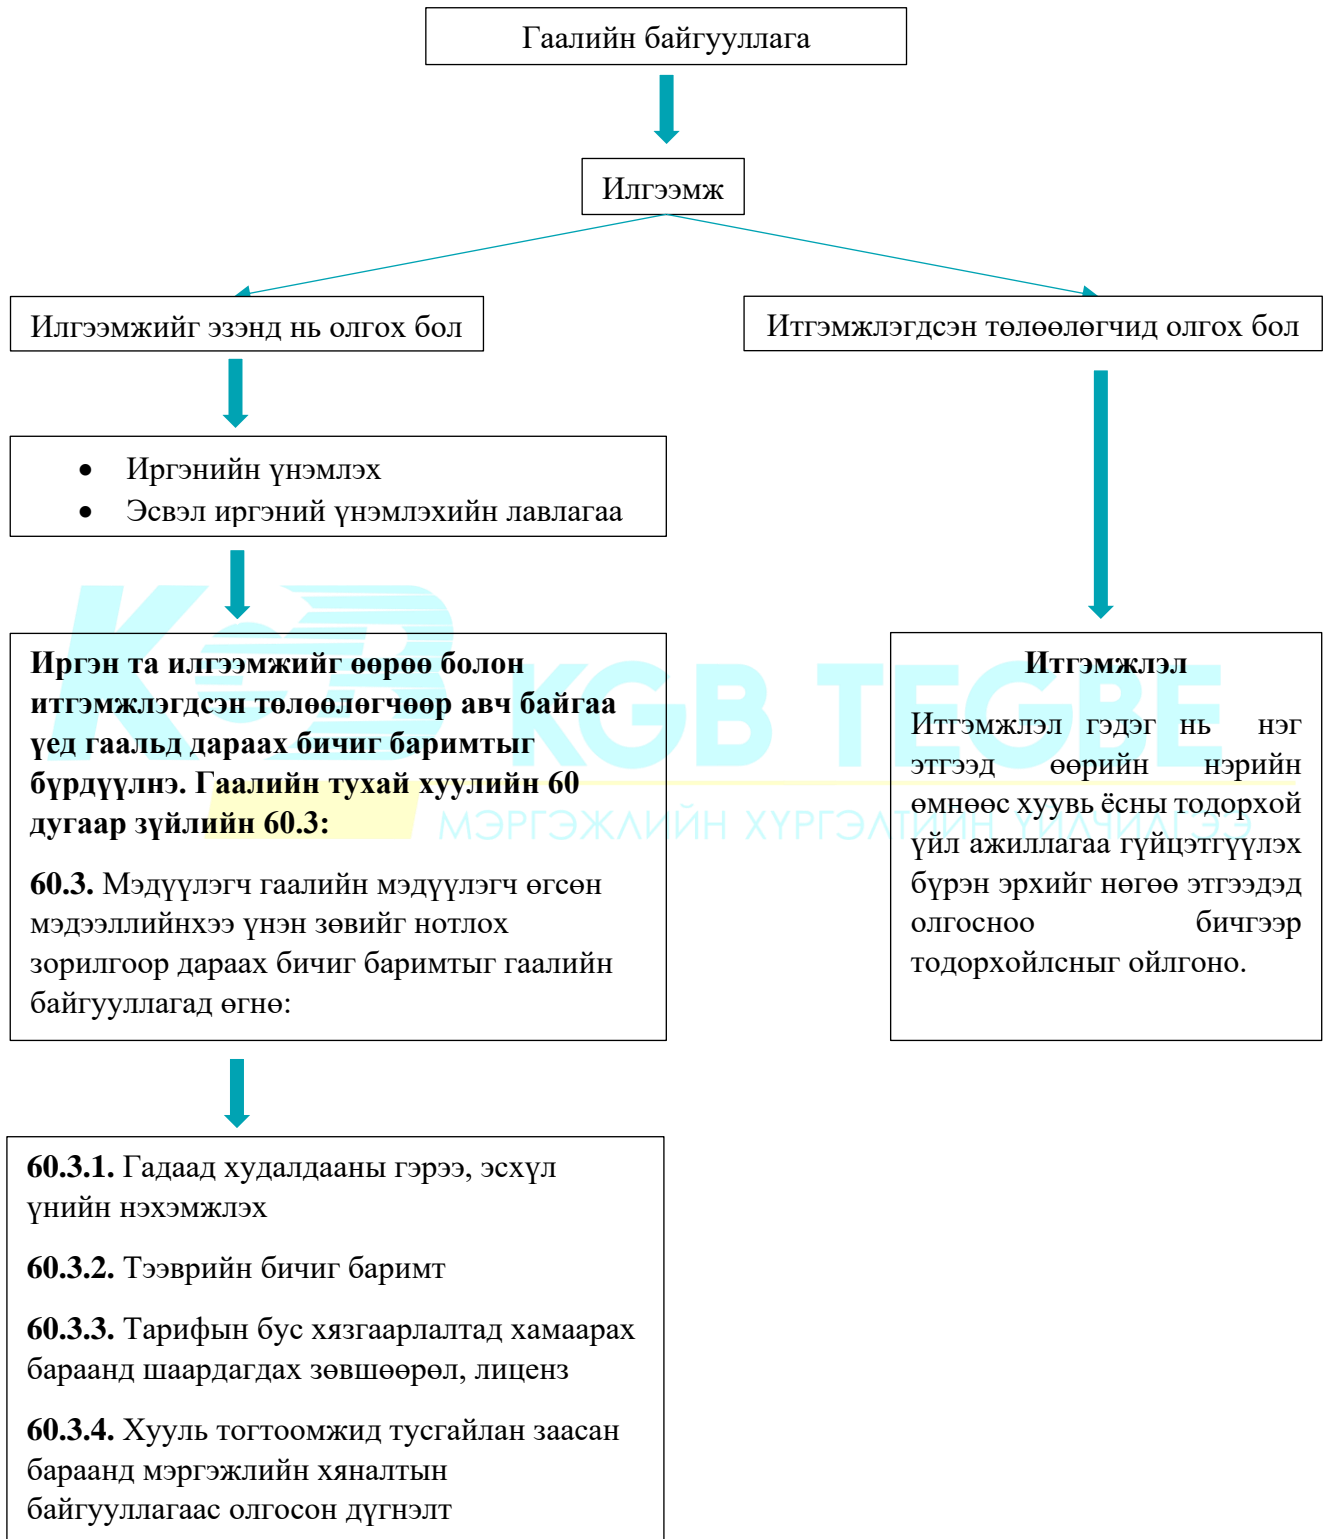 Гаалийн байгууллага
Илгээмж
Илгээмжийг эзэнд нь олгох бол
Итгэмжлэгдсэн төлөөлөгчид олгох бол
• Иргэнийн үнэмлэх
• Эсвэл иргэний үнэмлэхийн лавлагаа
Иргэн та илгээмжийг өөрөө болон
итгэмжлэгдсэн төлөөлөгчөөр авч байгаа
үед гаальд дараах бичиг баримтыг
бүрдүүлнэ. Гаалийн тухай хуулийн 60
дугаар зүйлийн 60.3:
60.3. Мэдүүлэгч гаалийн мэдүүлэгч өгсөн
мэдээллийнхээ үнэн зөвийг нотлох
зорилгоор дараах бичиг баримтыг гаалийн
байгууллагад өгнө:
Итгэмжлэл
Итгэмжлэл гэдэг нь нэг
этгээд өөрийн нэрийн
өмнөөс хуувь ёсны тодорхой
үйл ажиллагаа гүйцэтгүүлэх
бүрэн эрхийг нөгөө этгээдэд
олгосноо бичгээр
тодорхойлсныг ойлгоно.
KGB
KGB TEGBE
МЭРГЭЖЛИЙН ХҮРГЭЛТИЙН ҮЙЛЧИЛГЭЭ
60.3.1. Гадаад худалдааны гэрээ, эсхүл
үнийн нэхэмжлэх
60.3.2. Тээврийн бичиг баримт
60.3.3. Тарифын бус хязгаарлалтад хамаарах
бараанд шаардагдах зөвшөөрөл, лиценз
60.3.4. Хууль тогтоомжид тусгайлан заасан
бараанд мэргэжлийн хяналтын
байгууллагаас олгосон дүгнэлт